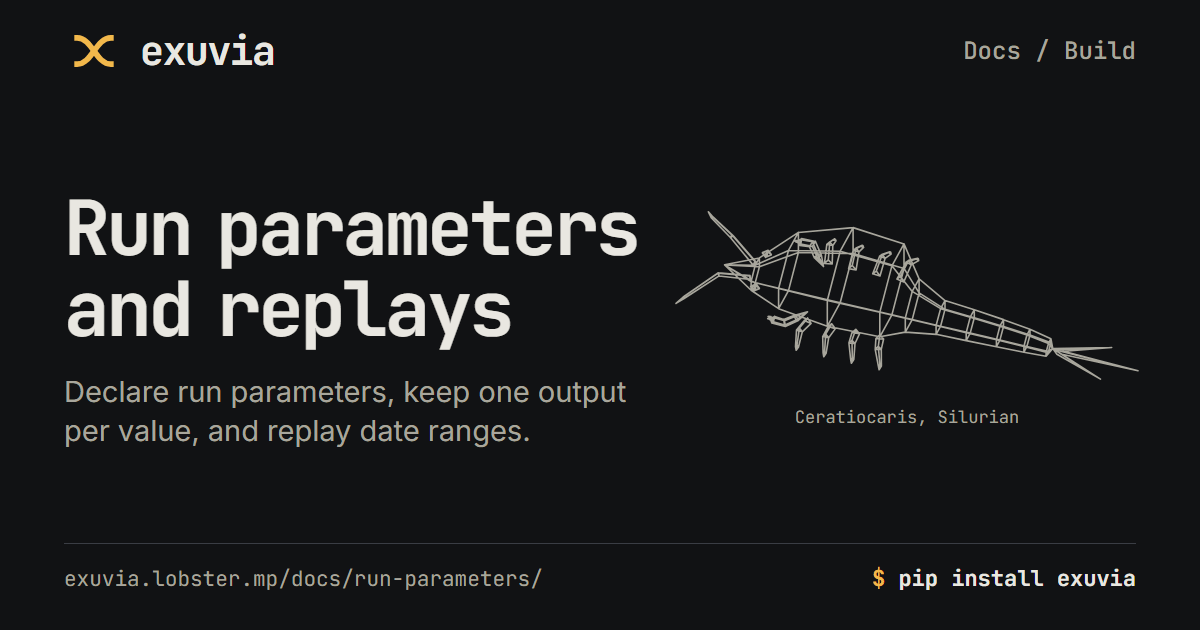 exuvia
Docs / Build
Run parameters
and replays
Declare run parameters, keep one output
per value, and replay date ranges.
Ceratiocaris, Silurian
exuvia.lobster.mp/docs/run-parameters/
$ pip install exuvia